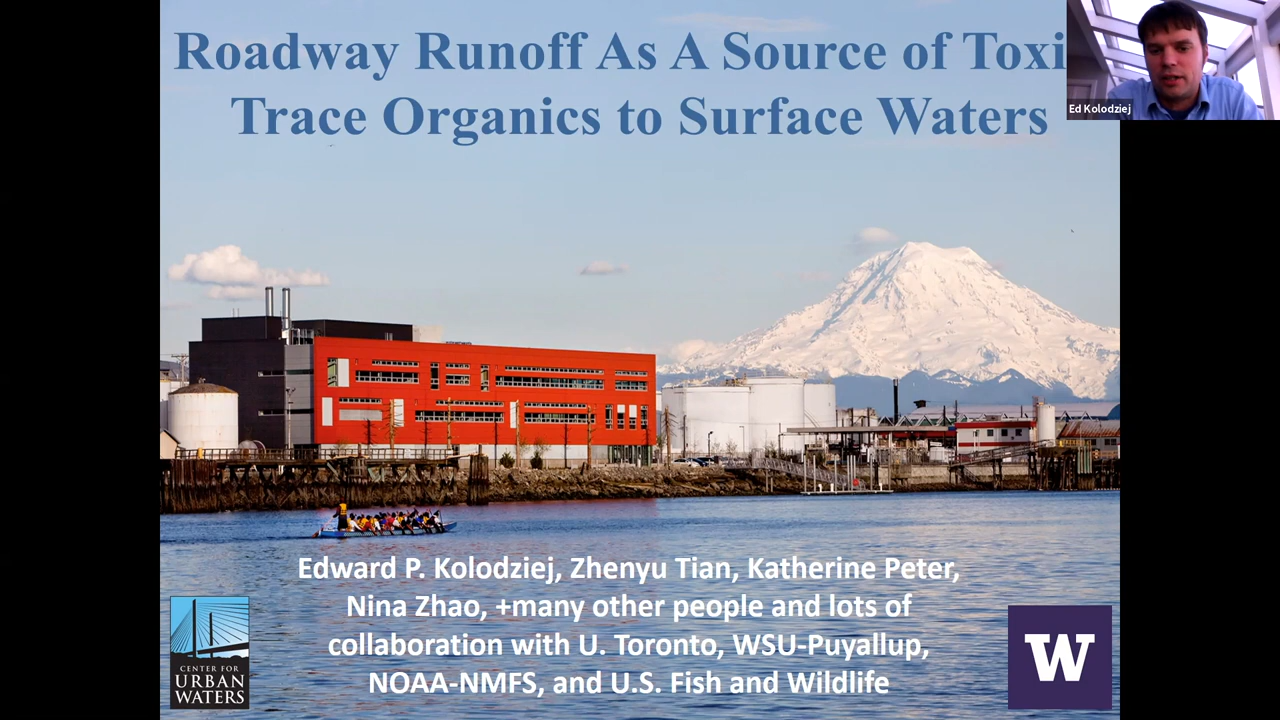 Roadway Runoff As A Source of Toxi
Trace Organics to Surface Waters
Ed Kolodziej
Edward P. Kolodziej, Zhenyu Tian, Katherine Peter,
Nina Zhao, +many other people and lots of
collaboration with U. Toronto, WSU-Puyallup,
NOAA-NMFS, and U.S. Fish and Wildlife
CENTER FOR
URBAN
WATERS
W